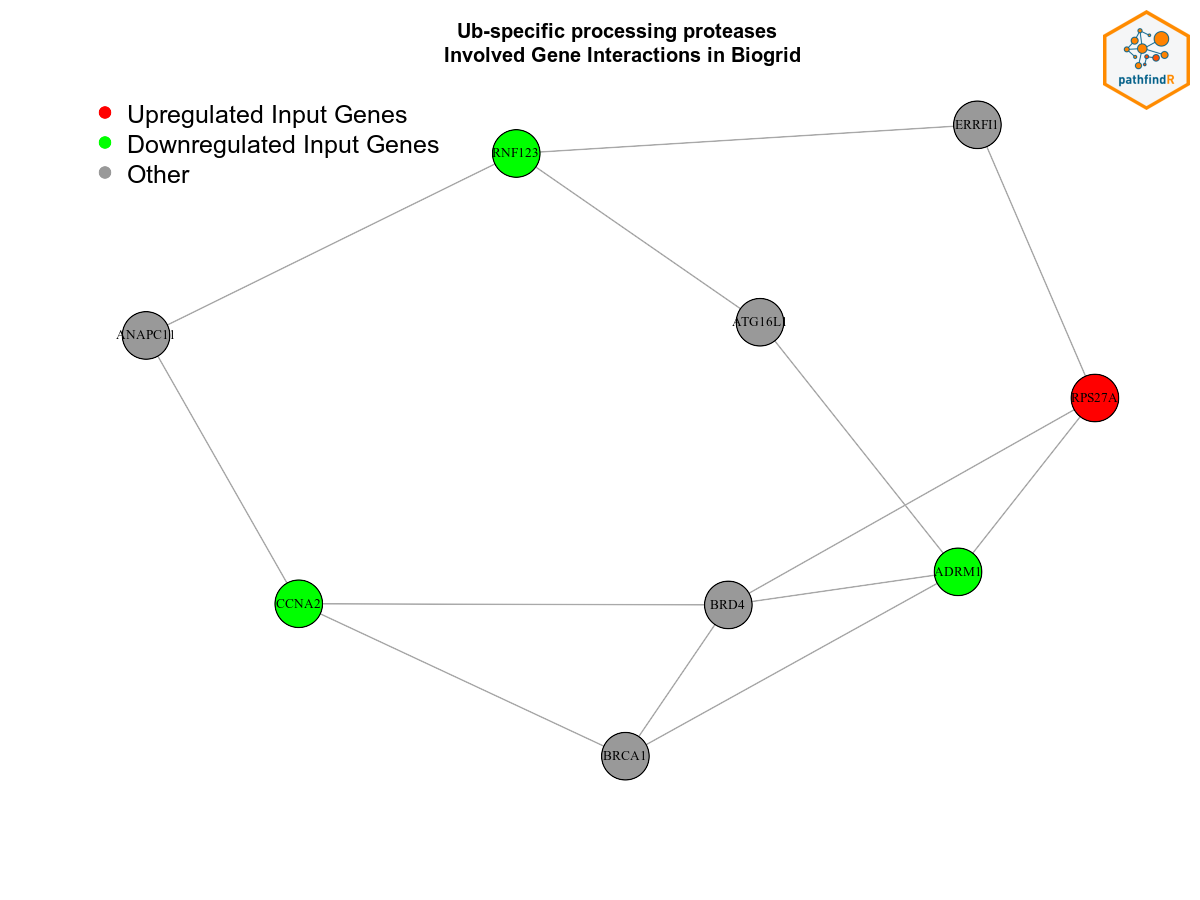 Ub-specific processing proteases
Involved Gene Interactions in Biogrid
pathfindR
Upregulated Input Genes
Downregulated Input Genes
Other
ERRFI1
RNF123
ATG16L1
ANAPC11
RPS27A
ADRM1
CCNA2
BRD4
BRCA1